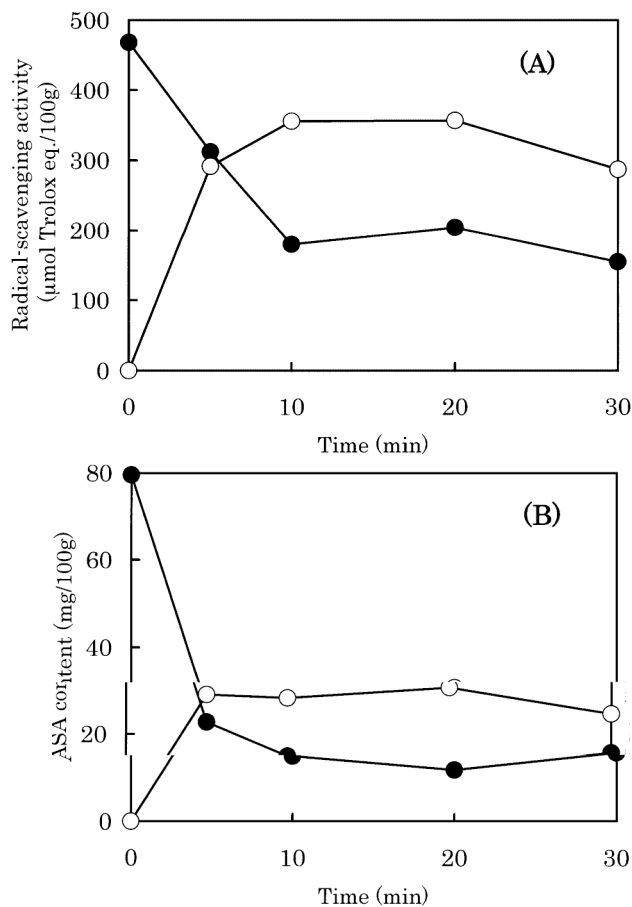 500
400
300
200
100
0
(A)
Radical-scavenging activity
(μmol Trolox eq./100g)
0 10 20 30
Time (min)
80
60
40
20
0
(B)
ASA content (mg/100g)
0 10 20 30
Time (min)